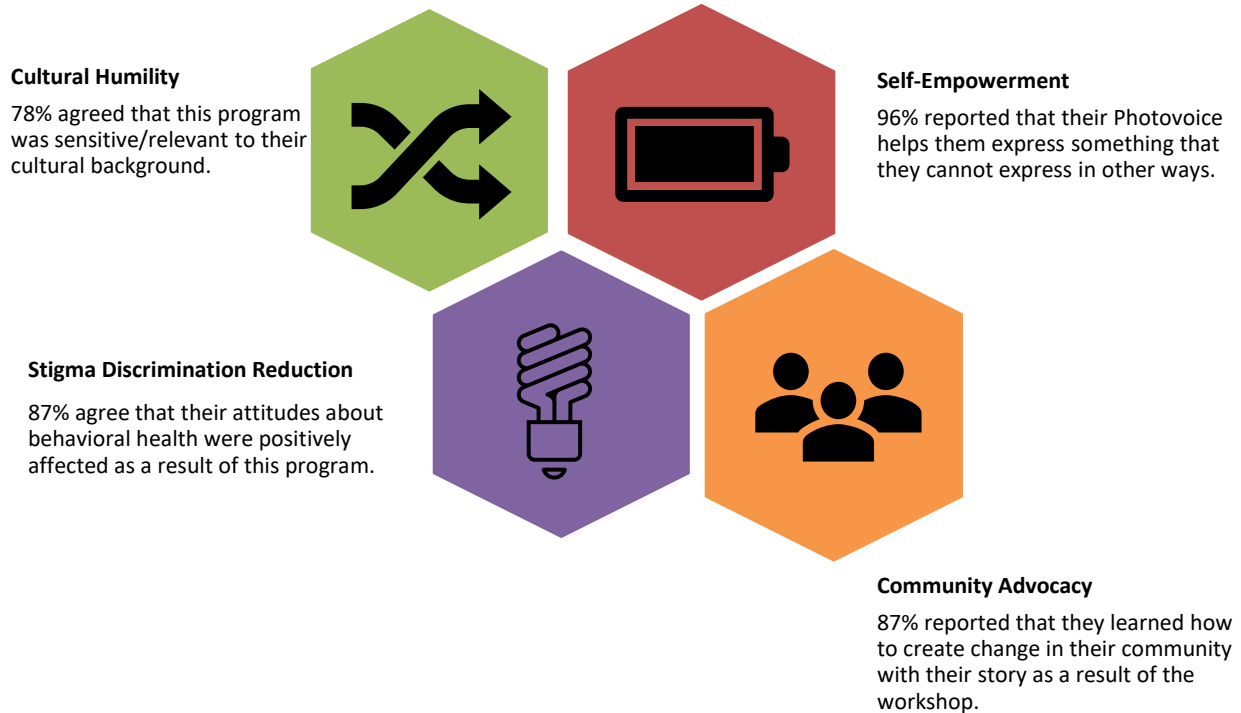 Cultural Humility
78% agreed that this program
was sensitive/relevant to their
cultural background.
Self-Empowerment
96% reported that their Photovoice
helps them express something that
they cannot express in other ways.
Stigma Discrimination Reduction
87% agree that their attitudes about
behavioral health were positively
affected as a result of this program.
Community Advocacy
87% reported that they learned how
to create change in their community
with their story as a result of the
workshop.